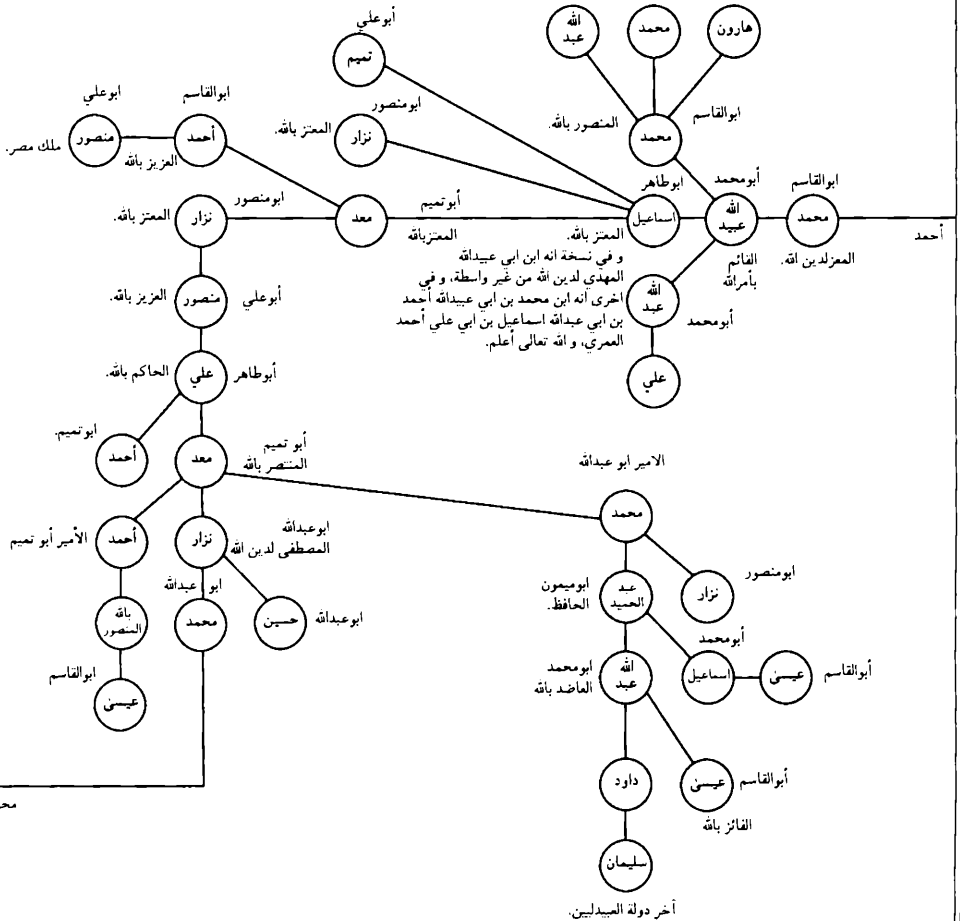 هارون
محمد
عبد الله
أبوعلي
تميم
ابوالقاسم
محمد
المنصور بالله.
ابومنصور
نزار
المعتز بالله.
ابوالقاسم
أحمد
العزيز بالله
ابوعلي
منصور
ملك مصر.
أحمد
ابوالقاسم
محمد
المعزلدين الله.
أبومحمد
عبيد الله
القائم
بأمرالله
ابوطاهر
اسماعيل
المعتز بالله.
و في نسخة انه ابن ابي عبيدالله
المهدي لدين الله من غير واسطة، و في
اخرى أنه ابن محمد بن ابي عبيدالله أحمد
بن ابي عبدالله اسماعيل بن ابي علي أحمد
العمري، و الله تعالى أعلم.
أبوتميم
معد
المعتزبالله
ابومنصور
نزار
المعتز بالله.
عبد الله
أبومحمد
علي
أبوعلي
منصور
العزيز بالله.
أبوطاهر
علي
الحاكم بالله.
ابوتميم.
أحمد
أبو تميم
معد
المنتصر بالله
الامير ابو عبدالله
محمد
ابوعبدالله
نزار
المصطفى لدين الله
أحمد
الأمير أبو تميم
ابومنصور
نزار
ابوميمون
عبد الحميد
الحافظ.
ابوعبدالله
حسين
ابو عبدالله
محمد
المنصور بالله
ابوالقاسم
عيسىٰ
أبومحمد
اسماعيل
أبوالقاسم
عيسىٰ
ابومحمد
عبد الله
العاضد بالله
أبوالقاسم
عيسىٰ
الفائز بالله
داود
سليمان
آخر دولة العبيدليين.